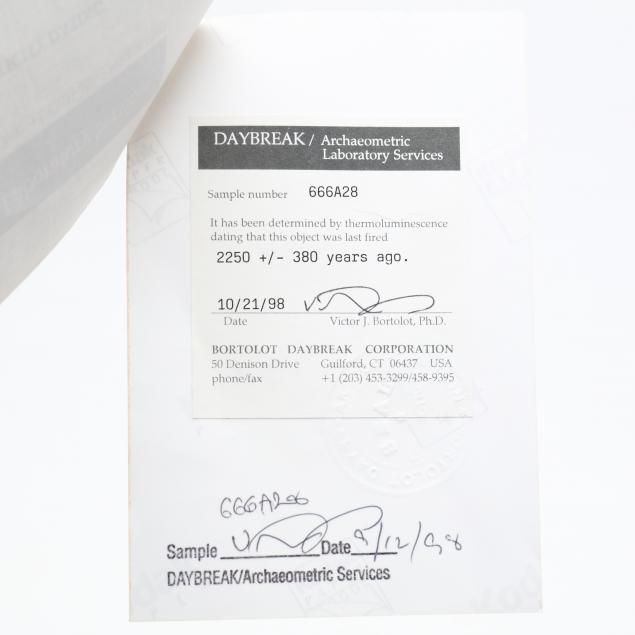 DAYBREAK / Archaeometric
Laboratory Services
Sample number 666A28
It has been determined by thermoluminescence
dating that this object was last fired
2250 +/- 380 years ago.
10/21/98
Date Victor J. Bortolot, Ph.D.
BORTOLOT DAYBREAK CORPORATION
50 Denison Drive Guilford, CT 06437 USA
phone/fax +1 (203) 453-3299/458-9395
Sample Date
DAYBREAK/Archaeometric Services